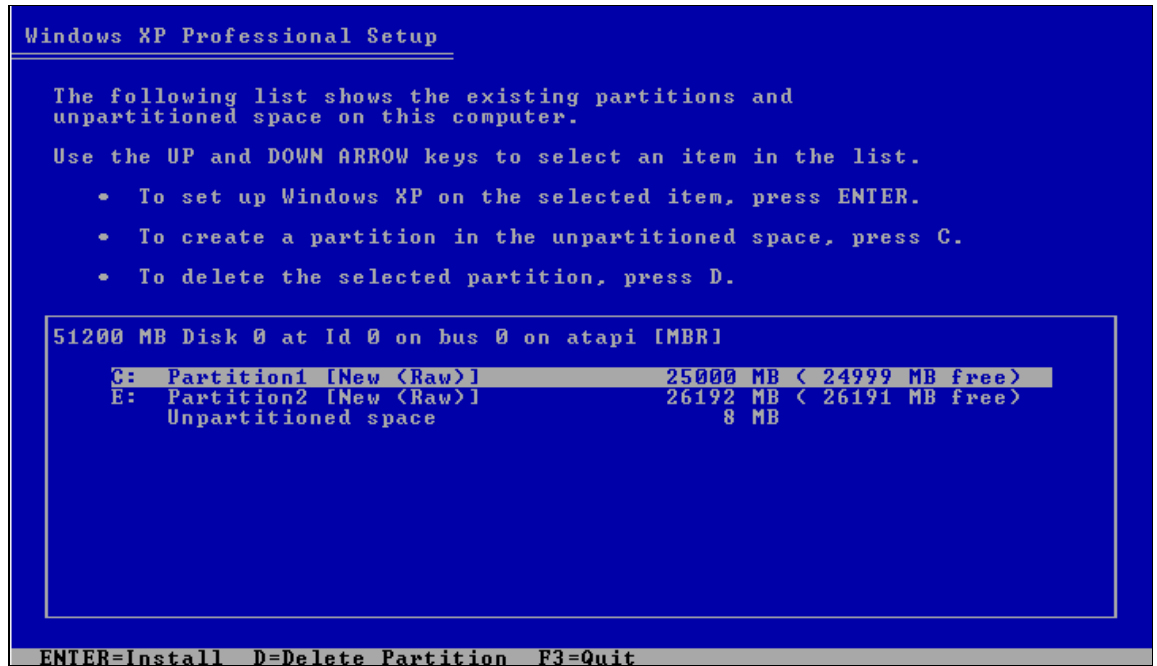 Windows XP Professional Setup
The following list shows the existing partitions and
unpartitioned space on this computer.
Use the UP and DOWN ARROW keys to select an item in the list.
• To set up Windows XP on the selected item, press ENTER.
• To create a partition in the unpartitioned space, press C.
• To delete the selected partition, press D.
51200 MB Disk 0 at Id 0 on bus 0 on atapi [MBR]
C: Partition1 [New (Raw)] 25000 MB ( 24999 MB free)
E: Partition2 [New (Raw)] 26192 MB ( 26191 MB free)
Unpartitioned space 8 MB
ENTER=Install D=Delete Partition F3=Quit